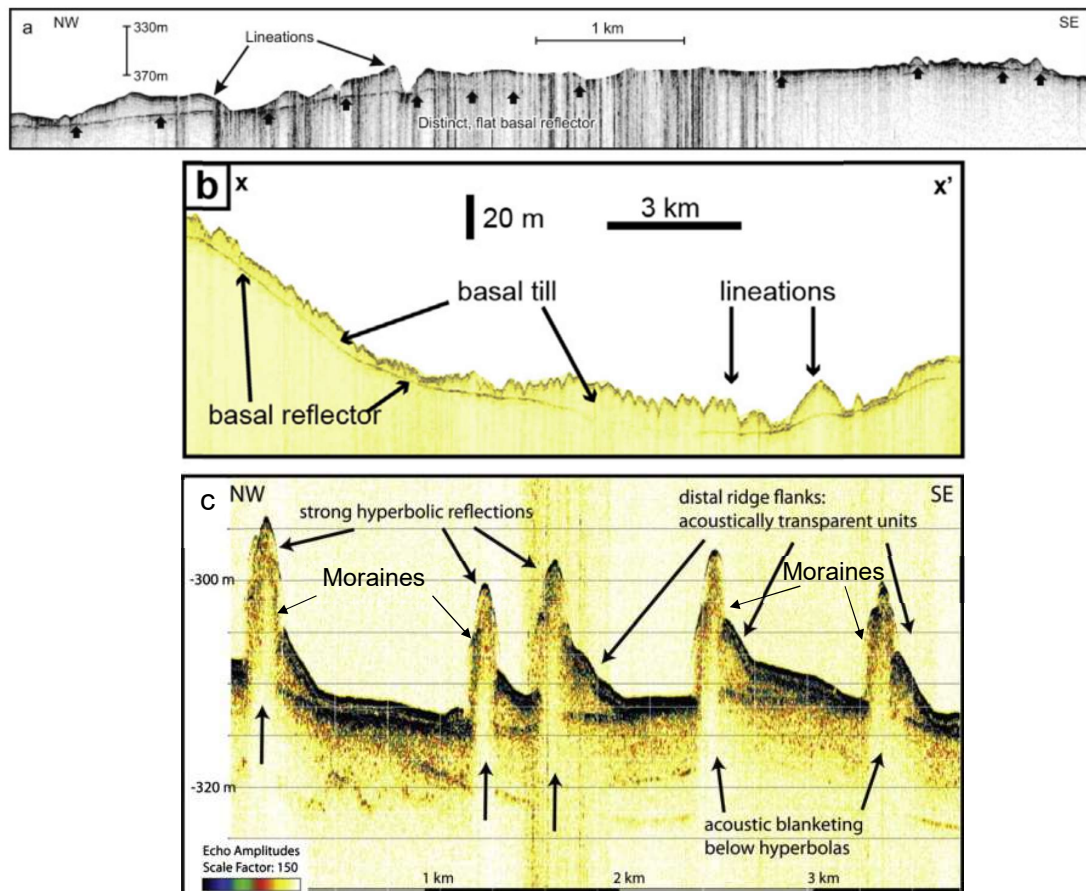 a NW 330m 370m Lineations 1 km SE
Distinct, flat basal reflector
b x x'
20 m 3 km
basal till lineations
basal reflector
c NW SE
strong hyperbolic reflections
distal ridge flanks:
acoustically transparent units
-300 m
Moraines Moraines
-320 m
acoustic blanketing
below hyperbolas
Echo Amplitudes
Scale Factor: 150
1 km 2 km 3 km